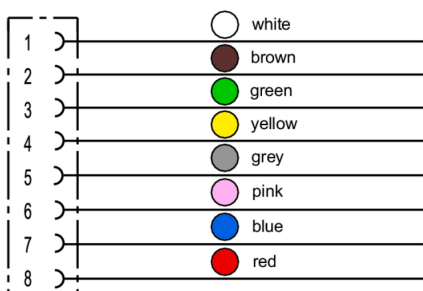 white
1
brown
2
green
3
yellow
4
grey
5
pink
6
blue
7
red
8